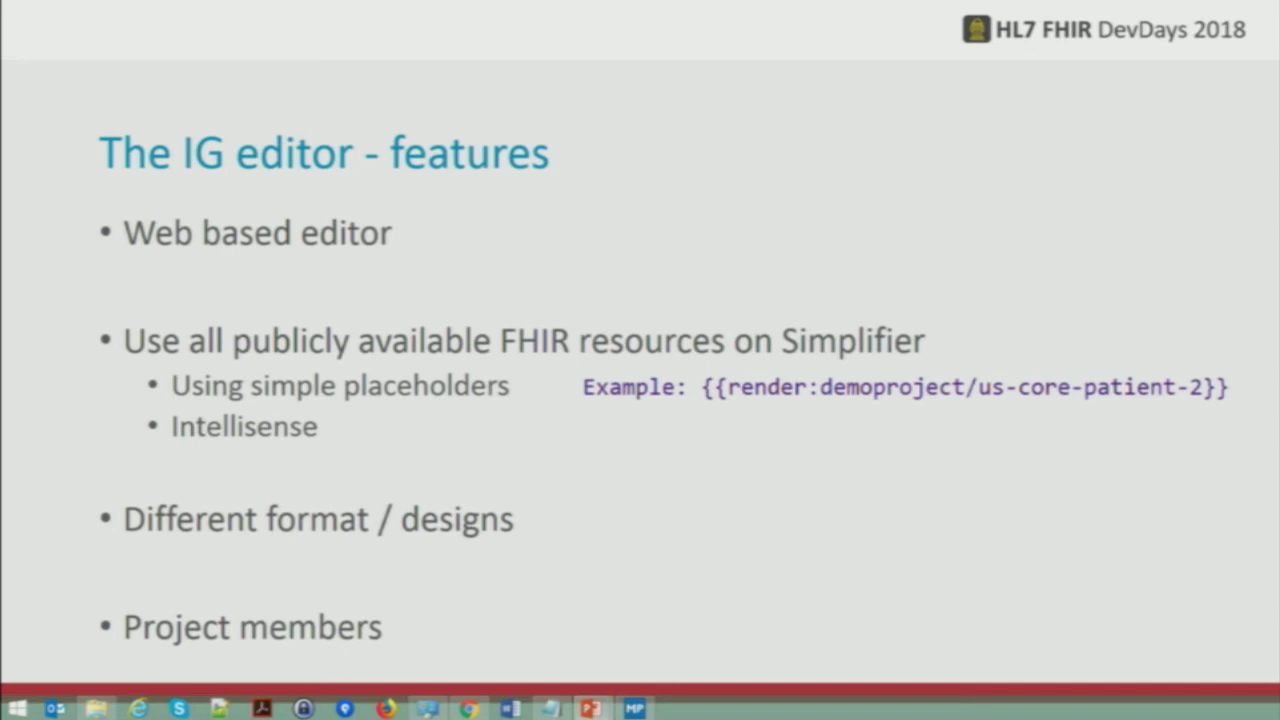 HL7 FHIR DevDays 2018
The IG editor - features
• Web based editor
• Use all publicly available FHIR resources on Simplifier
• Using simple placeholders Example: {{render:demoproject/us-core-patient-2}}
• Intellisense
• Different format / designs
• Project members
MP